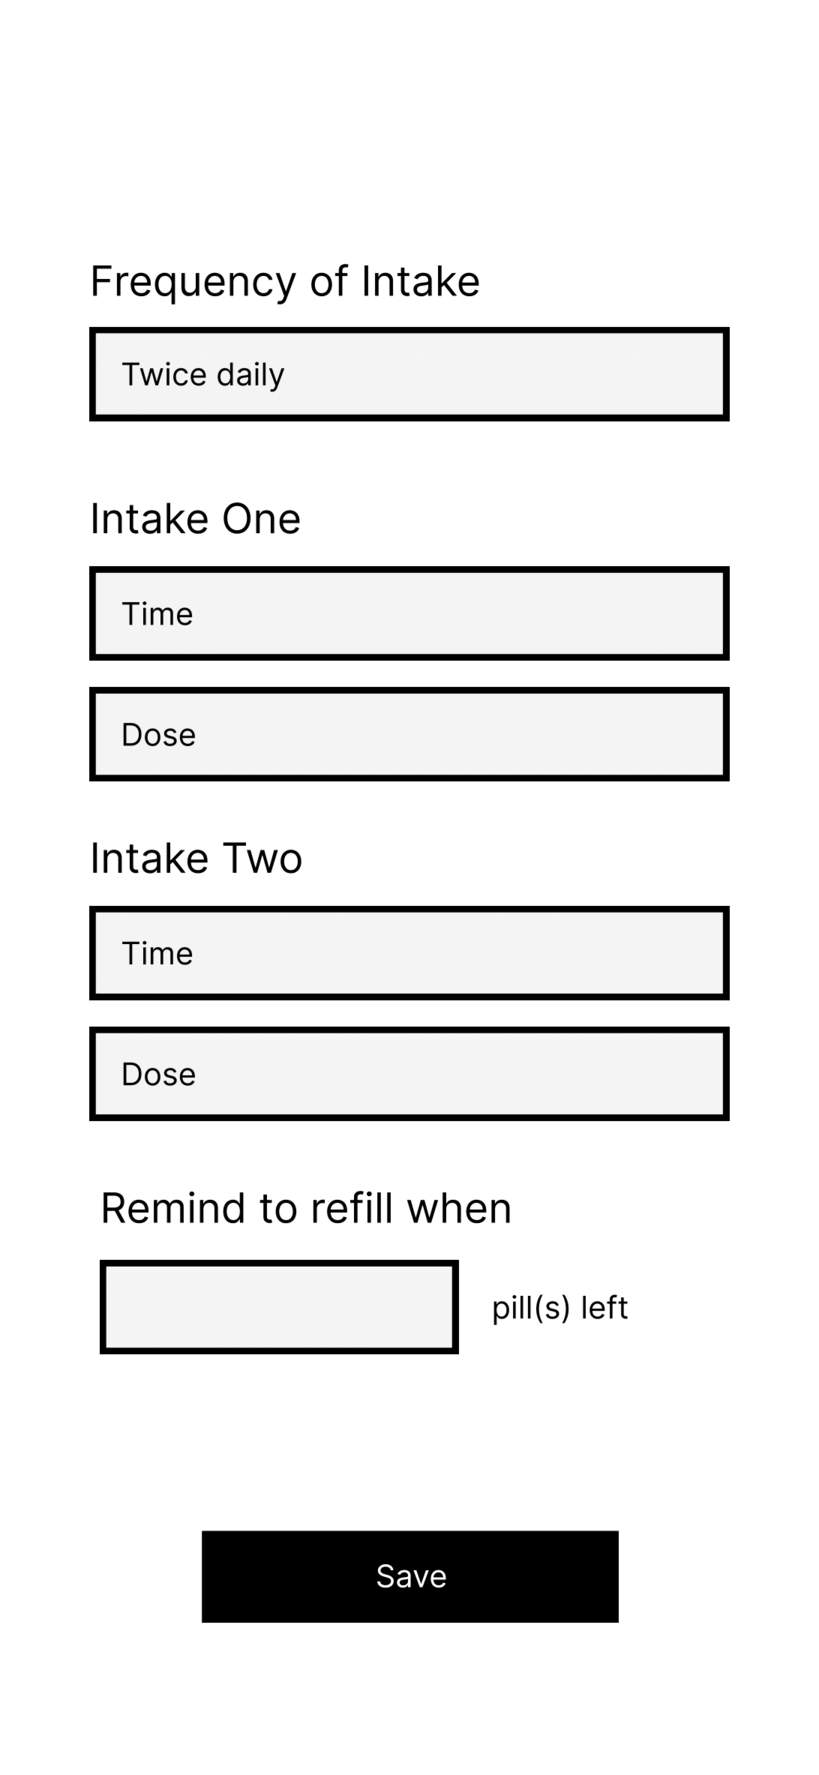 Frequency of Intake
Twice daily
Intake One
Time
Dose
Intake Two
Time
Dose
Remind to refill when
pill(s) left
Save